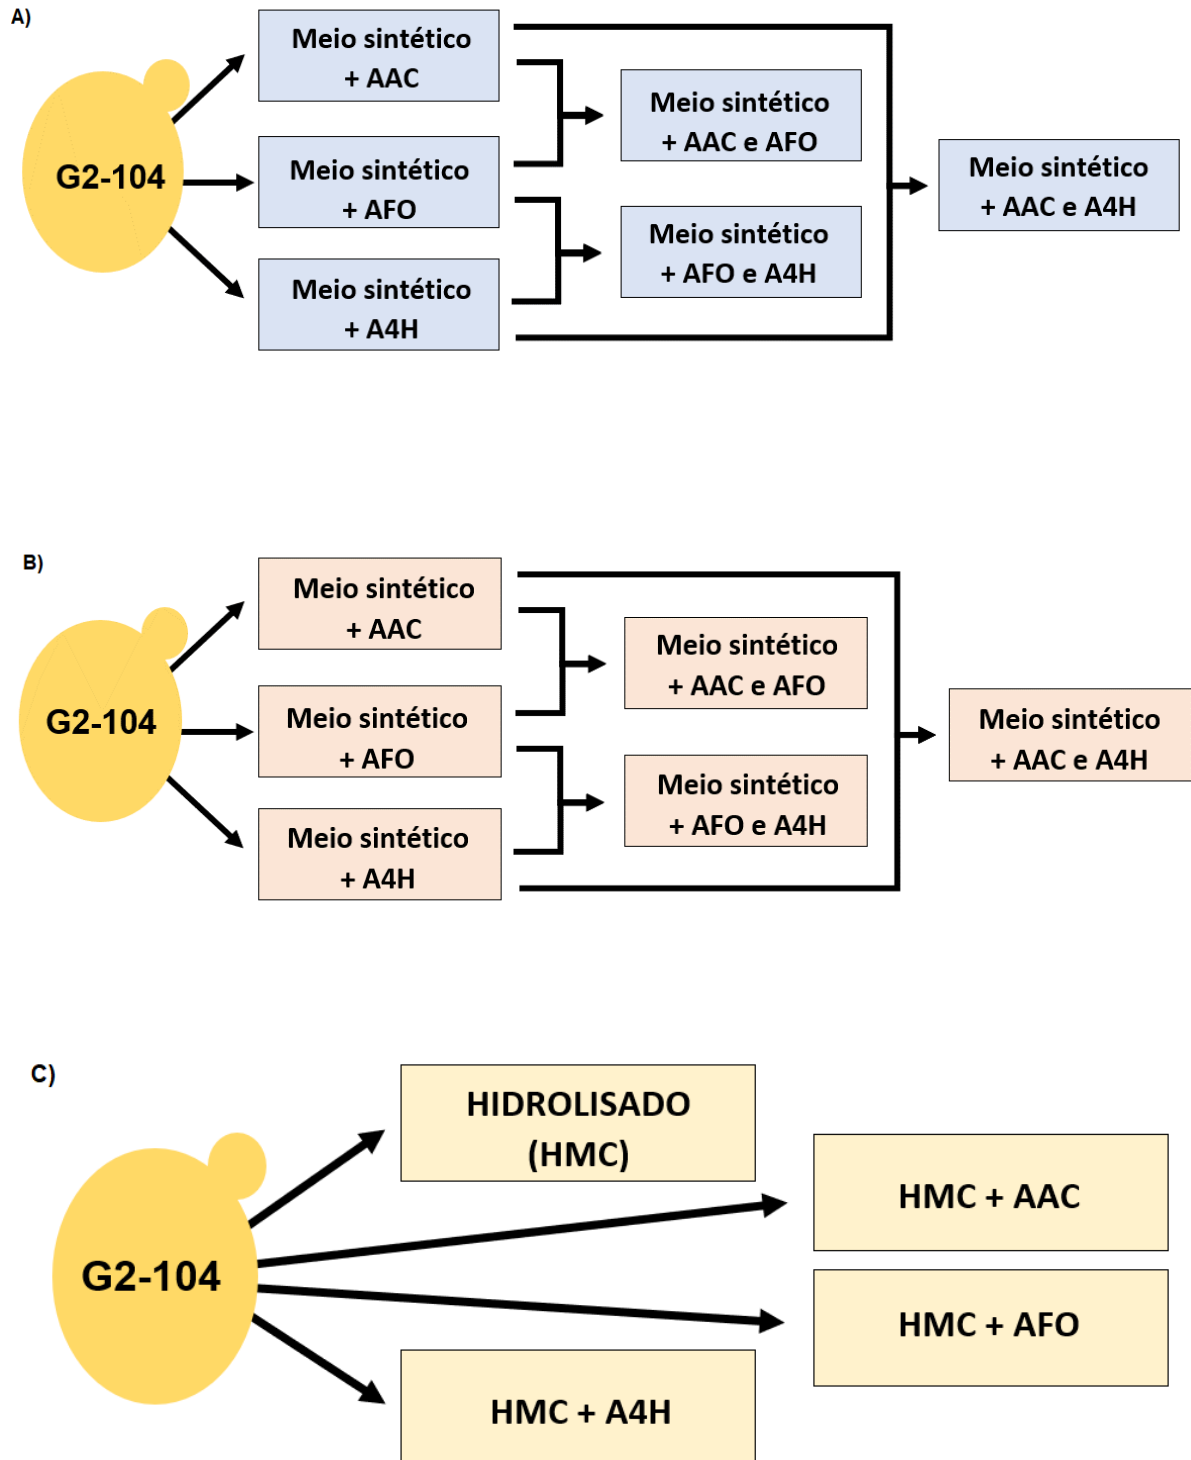 A)
G2-104
Meio sintético
+ AAC
Meio sintético
+ AFO
Meio sintético
+ A4H
Meio sintético
+ AAC e AFO
Meio sintético
+ AFO e A4H
Meio sintético
+ AAC e A4H
B)
G2-104
Meio sintético
+ AAC
Meio sintético
+ AFO
Meio sintético
+ A4H
Meio sintético
+ AAC e AFO
Meio sintético
+ AFO e A4H
Meio sintético
+ AAC e A4H
C)
G2-104
HIDROLISADO
(HMC)
HMC + AAC
HMC + AFO
HMC + A4H